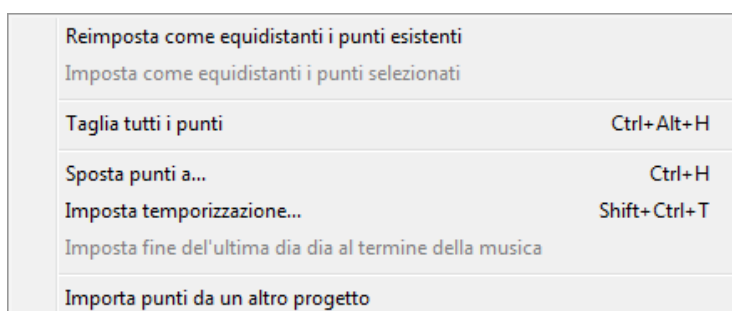 Reimposta come equidistanti i punti esistenti
Imposta come equidistanti i punti selezionati
Taglia tutti i punti Ctrl+Alt+H
Sposta punti a... Ctrl+H
Imposta temporizzazione... Shift+Ctrl+T
Imposta fine del'ultima dia dia al termine della musica
Importa punti da un altro progetto